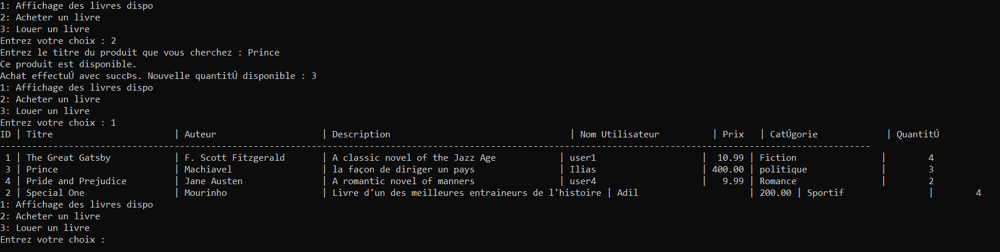 1: Affichage des livres dispo
2: Acheter un livre
3: Louer un livre
Entrez votre choix : 2
Entrez le titre du produit que vous cherchez : Prince
Ce produit est disponible.
Achat effectuÚ avec succÞs. Nouvelle quantitÚ disponible : 3
1: Affichage des livres dispo
2: Acheter un livre
3: Louer un livre
Entrez votre choix : 1
ID | Titre | Auteur | Description | Nom Utilisateur | Prix | CatÚgorie | QuantitÚ
---------------------------------------------------------------------------------------------------------------------------------------------------------------------
1 | The Great Gatsby | F. Scott Fitzgerald | A classic novel of the Jazz Age | user1 | 10.99 | Fiction | 4
3 | Prince | Machiavel | la façon de diriger un pays | Ilias | 400.00 | politique | 3
4 | Pride and Prejudice | Jane Austen | A romantic novel of manners | user4 | 9.99 | Romance | 2
2 | Special One | Mourinho | Livre d'un des meilleures entraineurs de l'histoire | Adil | 200.00 | Sportif | 4
1: Affichage des livres dispo
2: Acheter un livre
3: Louer un livre
Entrez votre choix :